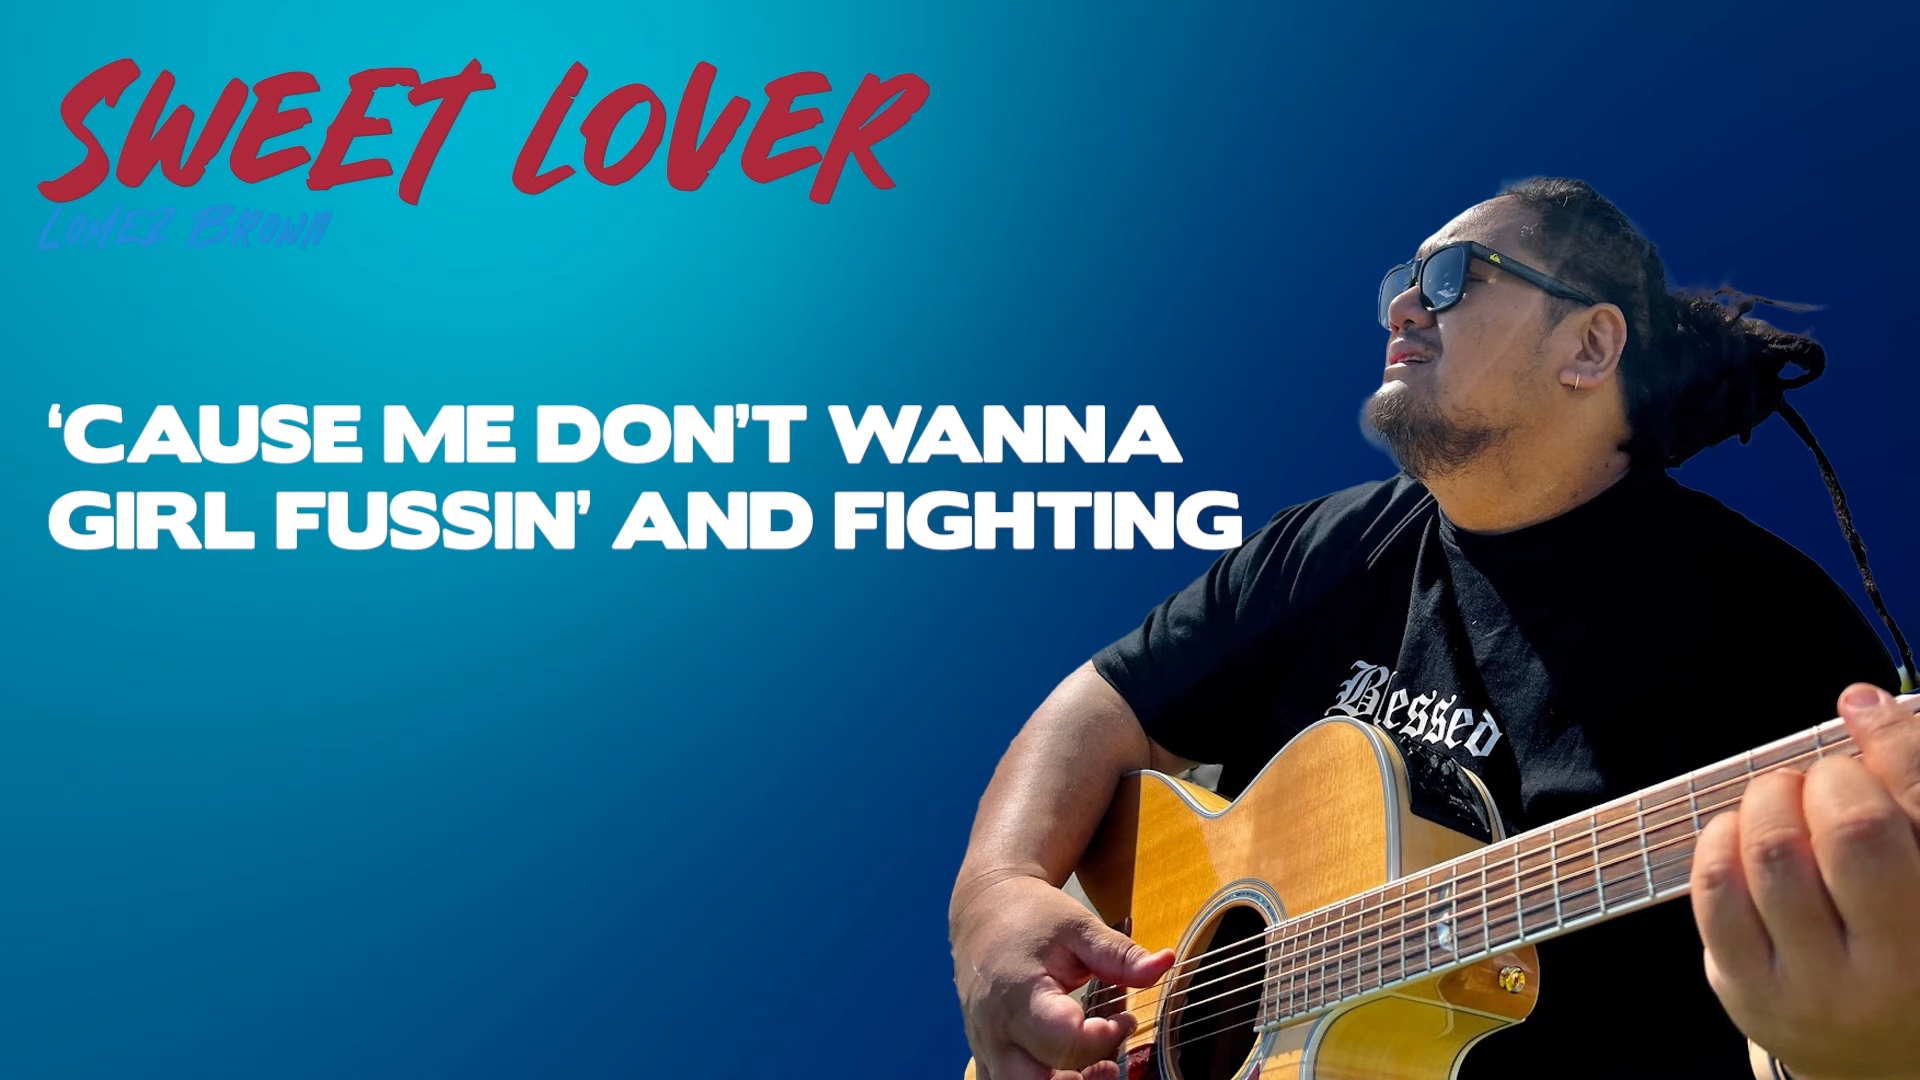 SWEET LOVER
LOMEZ BROWN
‘CAUSE ME DON’T WANNA
GIRL FUSSIN’ AND FIGHTING
Blessed